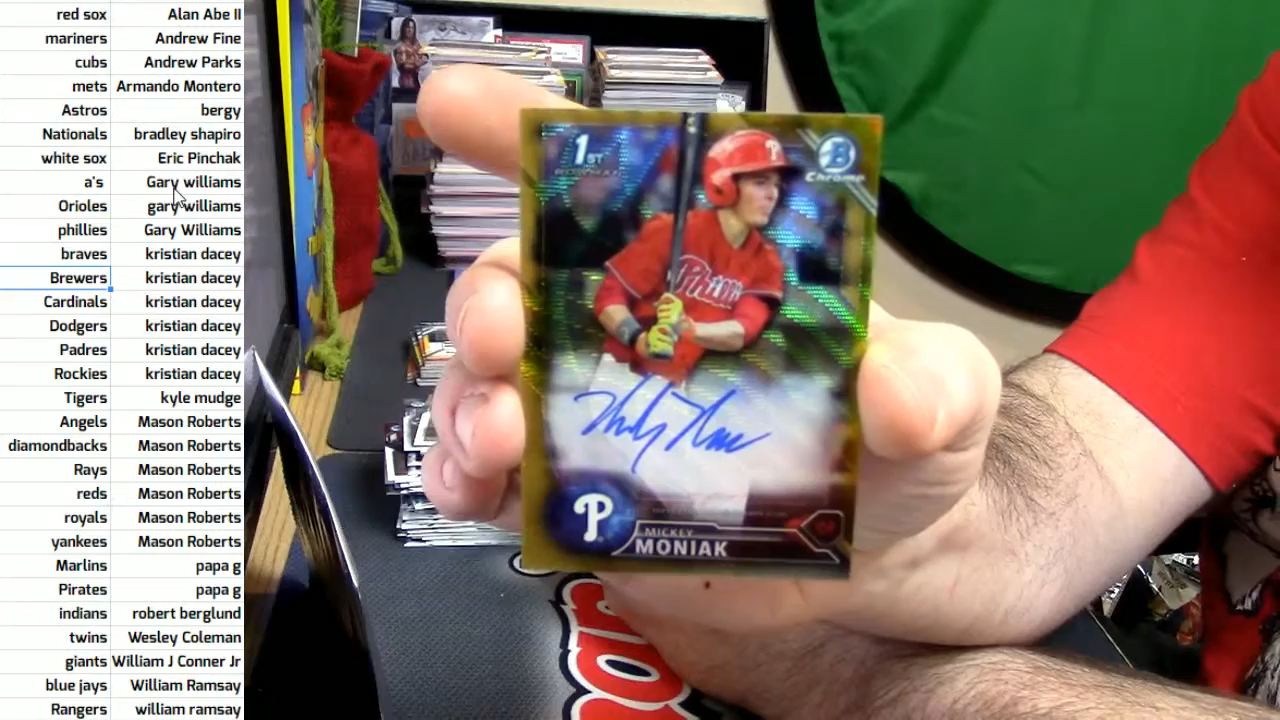 red sox Alan Abe II
mariners Andrew Fine
cubs Andrew Parks
mets Armando Montero
Astros bergy
Nationals bradley shapiro
white sox Eric Pinchak
a's Gary williams
Orioles gary williams
phillies Gary Williams
braves kristian dacey
Brewers kristian dacey
Cardinals kristian dacey
Dodgers kristian dacey
Padres kristian dacey
Rockies kristian dacey
Tigers kyle mudge
Angels Mason Roberts
diamondbacks Mason Roberts
Rays Mason Roberts
reds Mason Roberts
royals Mason Roberts
yankees Mason Roberts
Marlins papa g
Pirates papa g
indians robert berglund
twins Wesley Coleman
giants William J Conner Jr
blue jays William Ramsay
Rangers william ramsay
1ST
B
Chrome
P
Phillies
P
MICKEY
MONIAK